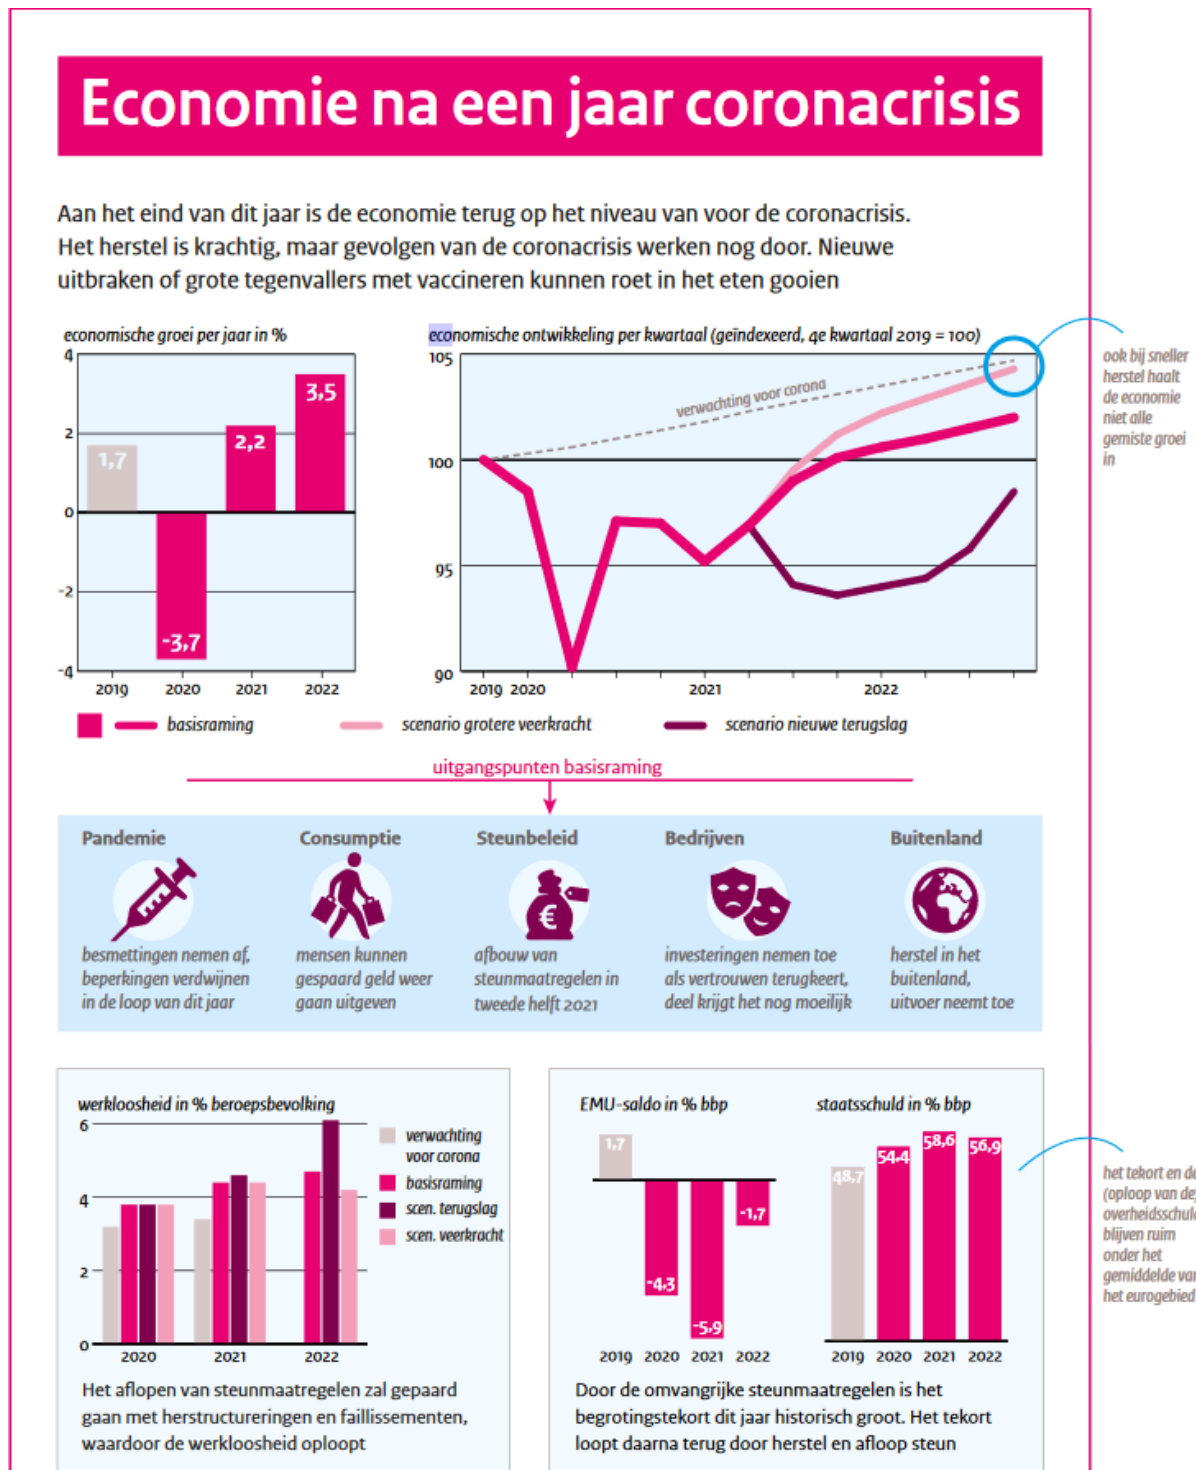 Economie na een jaar coronacrisis
Aan het eind van dit jaar is de economie terug op het niveau van voor de coronacrisis.
Het herstel is krachtig, maar gevolgen van de coronacrisis werken nog door. Nieuwe
uitbraken of grote tegenvallers met vaccineren kunnen roet in het eten gooien
economische groei per jaar in %
4
2
0
-2
-4
1,7
-3,7
2,2
3,5
2019 2020 2021 2022
economische ontwikkeling per kwartaal (geïndexeerd, 4e kwartaal 2019 = 100)
105
100
95
90
verwachting voor corona
2019 2020 2021 2022
ook bij sneller
herstel haalt
de economie
niet alle
gemiste groei
in
basisraming
scenario grotere veerkracht
scenario nieuwe terugslag
uitgangspunten basisraming
Pandemie
besmettingen nemen af,
beperkingen verdwijnen
in de loop van dit jaar
Consumptie
mensen kunnen
gespaard geld weer
gaan uitgeven
Steunbeleid
€
afbouw van
steunmaatregelen in
tweede helft 2021
Bedrijven
investeringen nemen toe
als vertrouwen terugkeert,
deel krijgt het nog moeilijk
Buitenland
herstel in het
buitenland,
uitvoer neemt toe
werkloosheid in % beroepsbevolking
6
4
2
0
2020 2021 2022
verwachting
voor corona
basisraming
scen. terugslag
scen. veerkracht
Het aflopen van steunmaatregelen zal gepaard
gaan met herstructureringen en faillissementen,
waardoor de werkloosheid oploopt
EMU-saldo in % bbp
1,7
-4,3
-5,9
-1,7
2019 2020 2021 2022
staatsschuld in % bbp
48,7
54,4
58,6
56,9
2019 2020 2021 2022
Door de omvangrijke steunmaatregelen is het
begrotingstekort dit jaar historisch groot. Het tekort
loopt daarna terug door herstel en afloop steun
het tekort en de
(oploop van de)
overheidsschuld
blijven ruim
onder het
gemiddelde van
het eurogebied